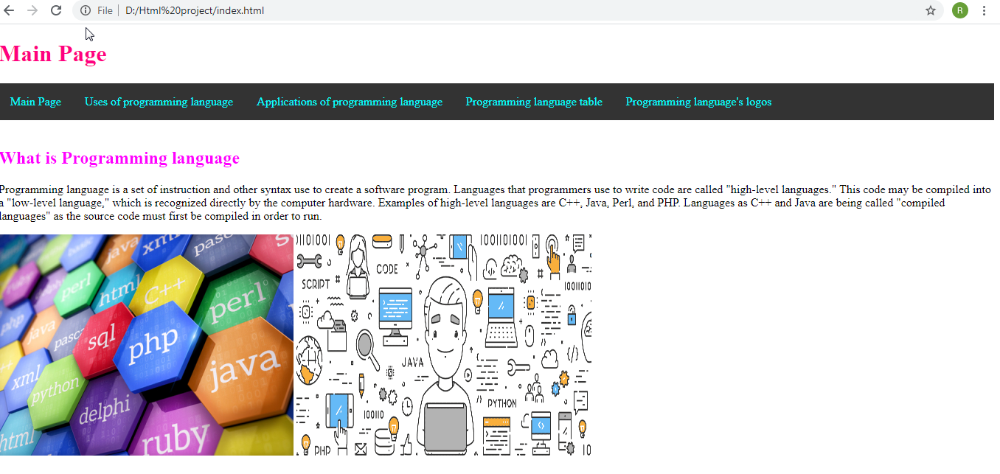 File | D:/Html%20project/index.html
R
Main Page
Main Page Uses of programming language Applications of programming language Programming language table Programming language's logos
What is Programming language
Programming language is a set of instruction and other syntax use to create a software program. Languages that programmers use to write code are called "high-level languages." This code may be compiled into
a "low-level language," which is recognized directly by the computer hardware. Examples of high-level languages are C++, Java, Perl, and PHP. Languages as C++ and Java are being called "compiled
languages" as the source code must first be compiled in order to run.
java
xml
perl
html
C++
perl
php
java
sql
php
java
xml
python
delphi
html
ruby
1001101001
CODE
SCRIPT
JAVA
PYTHON
100110
PHP